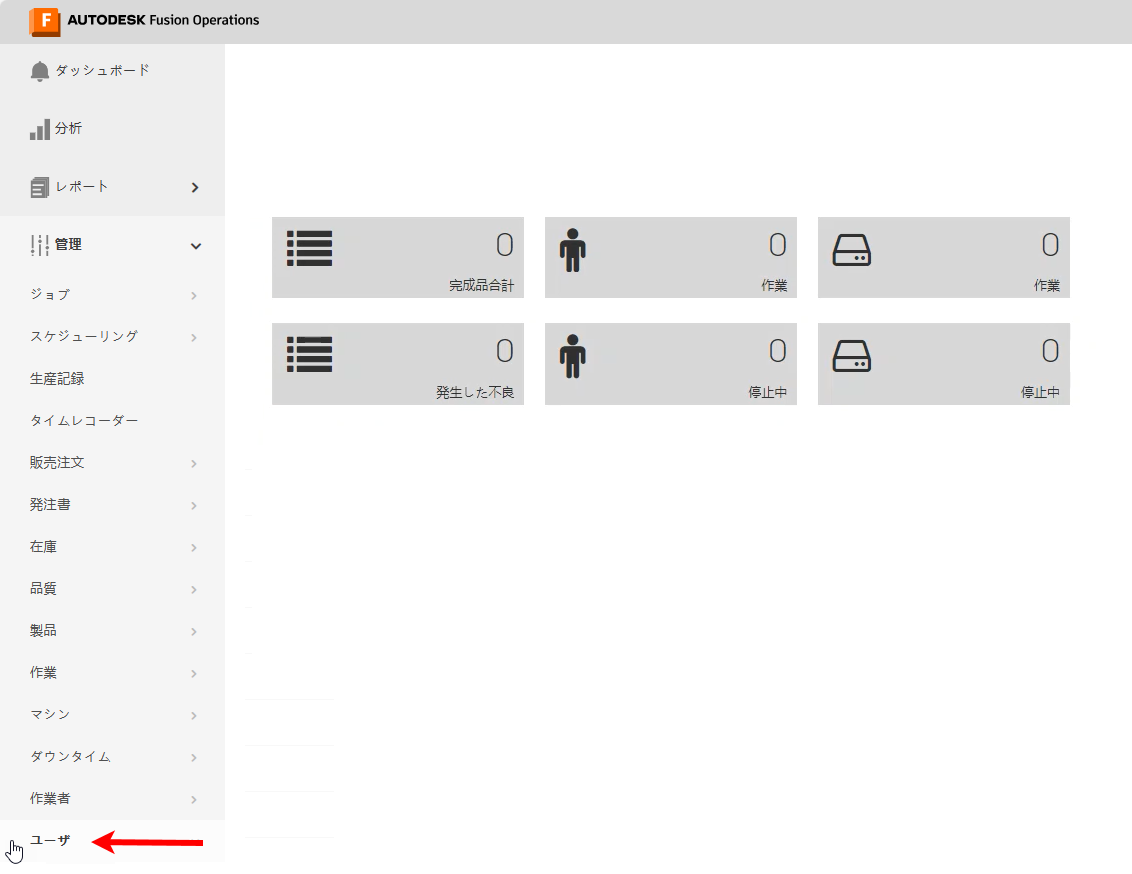 F AUTODESK Fusion Operations
ダッシュボード
分析
レポート
管理
ジョブ
スケジューリング
生産記録
タイムレコーダー
販売注文
発注書
在庫
品質
製品
作業
マシン
ダウンタイム
作業者
ユーザ
0
完成品合計
0
作業
0
作業
0
発生した不良
0
停止中
0
停止中